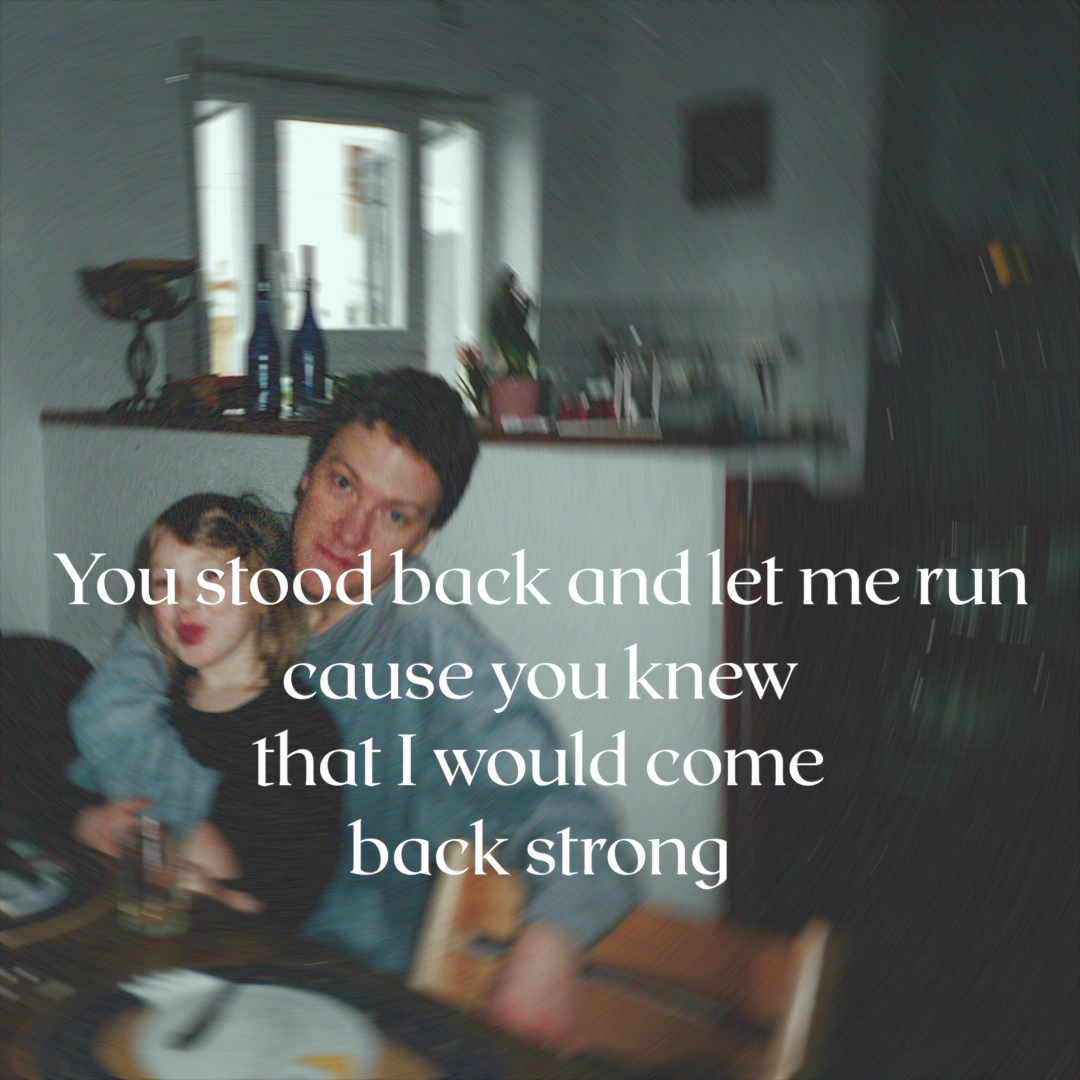 You stood back and let me run
cause you knew
that I would come
back strong